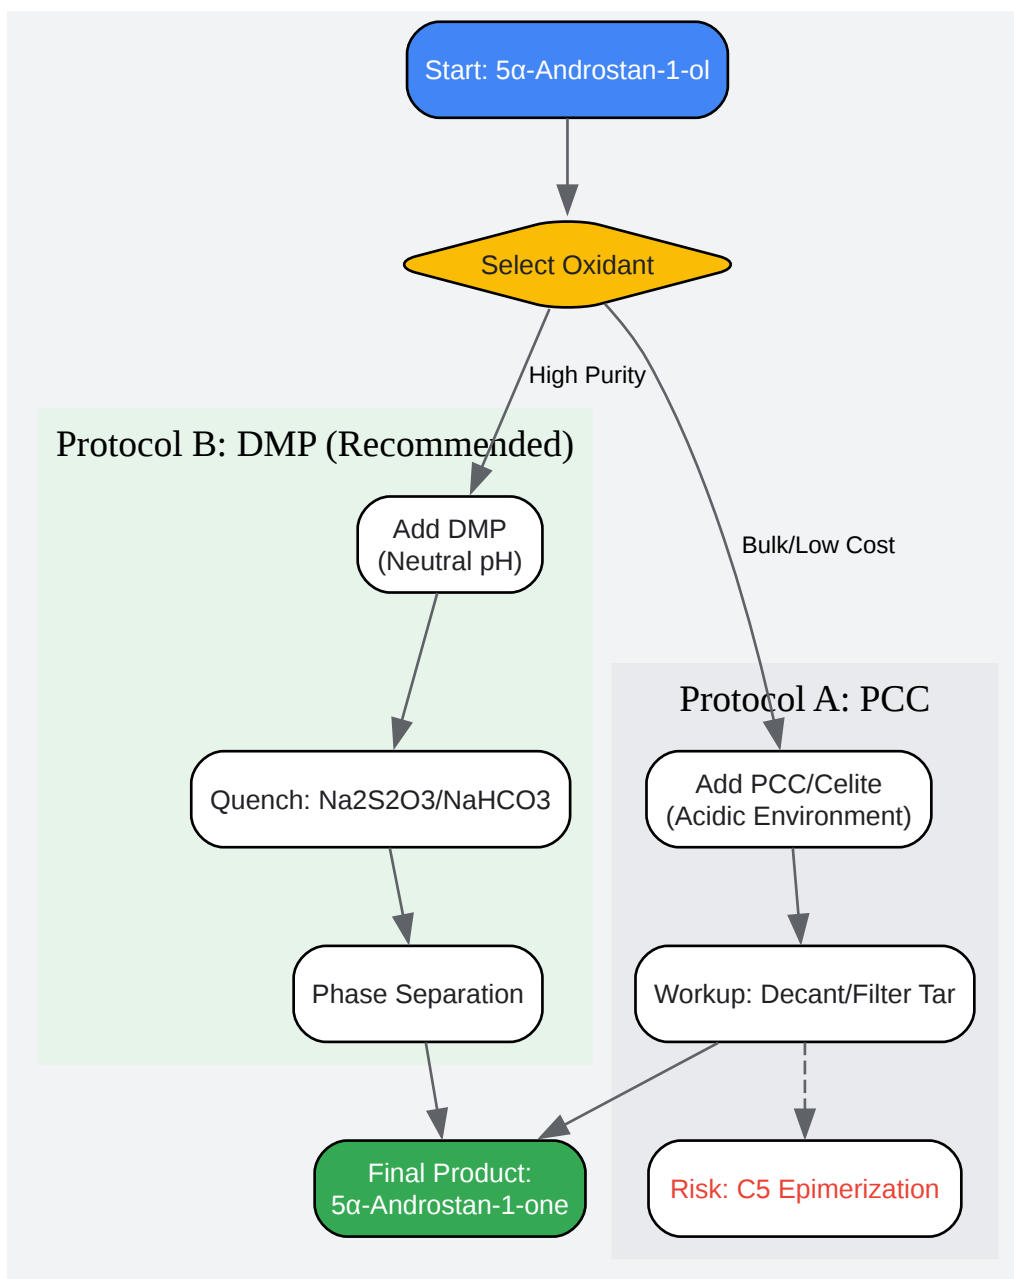 Start: 5α-Androstan-1-ol
Select Oxidant
High Purity
Bulk/Low Cost
Protocol B: DMP (Recommended)
Add DMP
(Neutral pH)
Quench: Na2S2O3/NaHCO3
Phase Separation
Protocol A: PCC
Add PCC/Celite
(Acidic Environment)
Workup: Decant/Filter Tar
Final Product:
5α-Androstan-1-one
Risk: C5 Epimerization